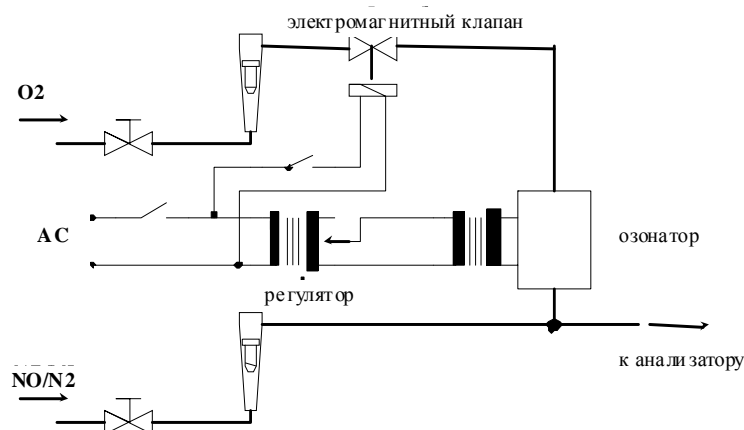 электромагнитный клапан
O2
AC
озонатор
регулятор
к анализатору
NO/N2